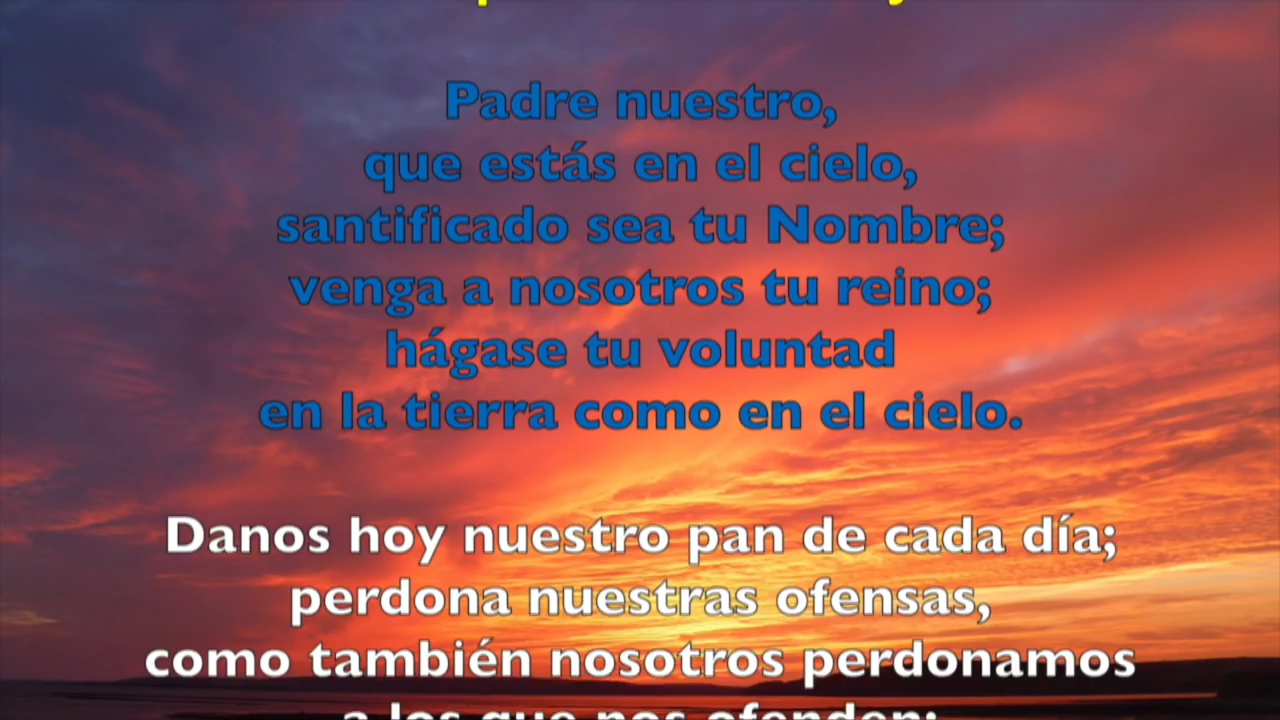 Padre nuestro,
que estás en el cielo,
santificado sea tu Nombre;
venga a nosotros tu reino;
hágase tu voluntad
en la tierra como en el cielo.
Danos hoy nuestro pan de cada día;
perdona nuestras ofensas,
como también nosotros perdonamos
a los que nos ofenden;